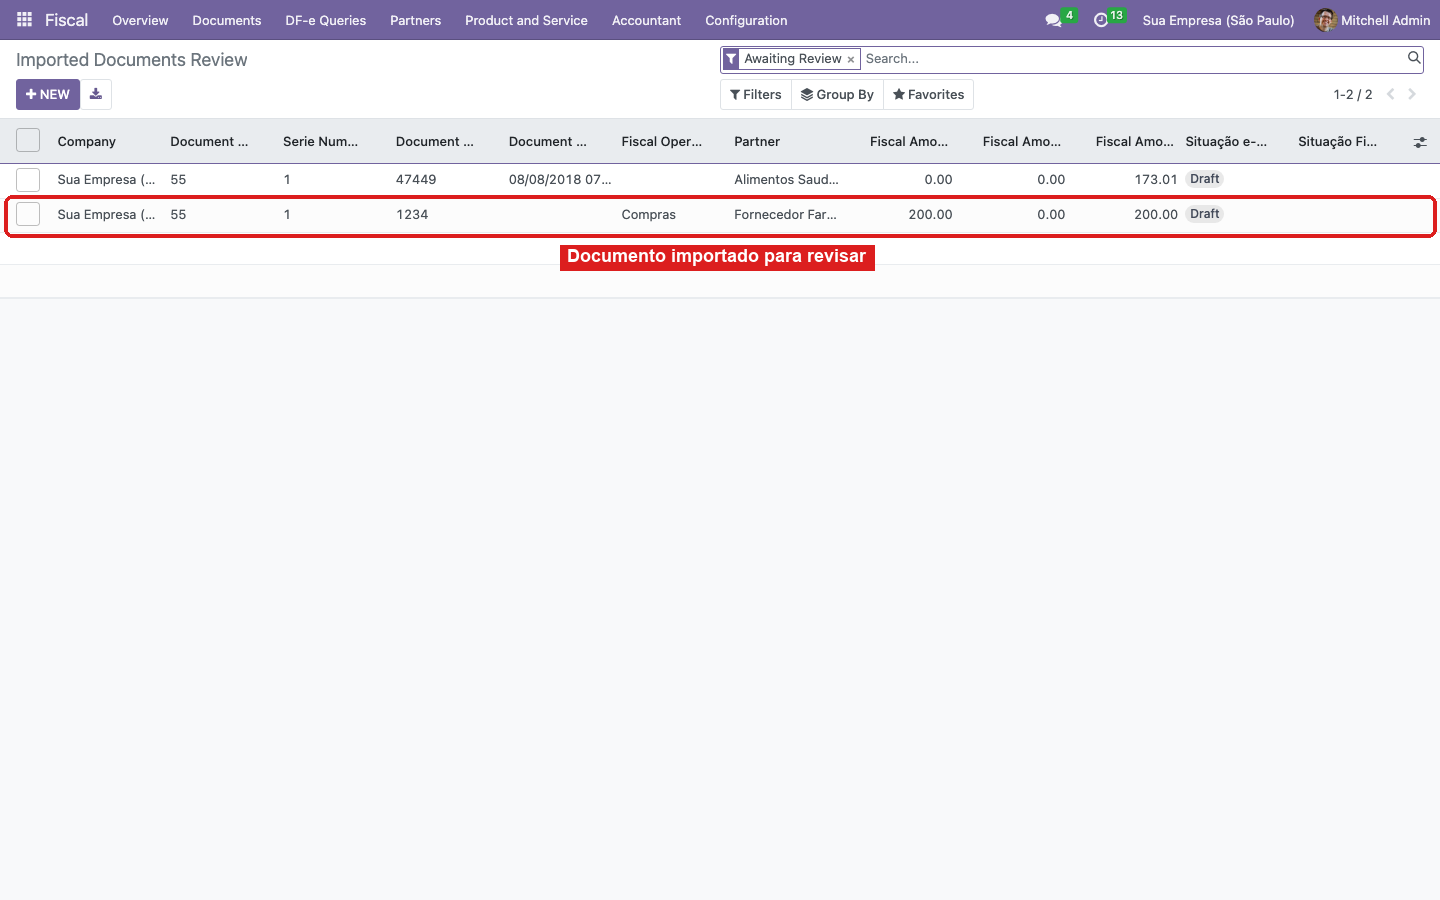 Fiscal Overview Documents DF-e Queries Partners Product and Service Accountant Configuration 4 13 Sua Empresa (São Paulo) Mitchell Admin
Imported Documents Review
Awaiting Review × Search...
+ NEW
Filters Group By Favorites
1-2 / 2
Company Document ... Serie Num... Document ... Document ... Fiscal Oper... Partner Fiscal Amo... Fiscal Amo... Fiscal Amo... Situação e-... Situação Fi...
Sua Empresa (... 55 1 47449 08/08/2018 07... Alimentos Saud... 0.00 0.00 173.01 Draft
Sua Empresa (... 55 1 1234 Compras Fornecedor Far... 200.00 0.00 200.00 Draft
Documento importado para revisar